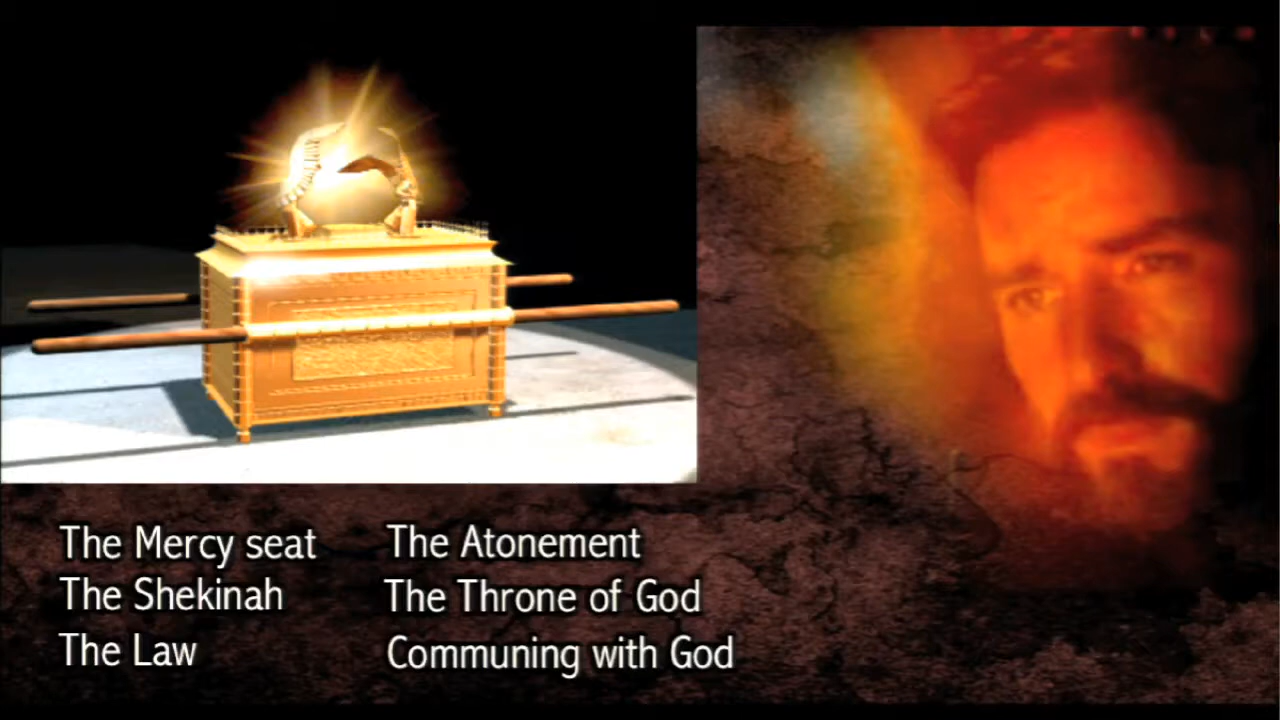 The Mercy seat
The Shekinah
The Law
The Atonement
The Throne of God
Communing with God